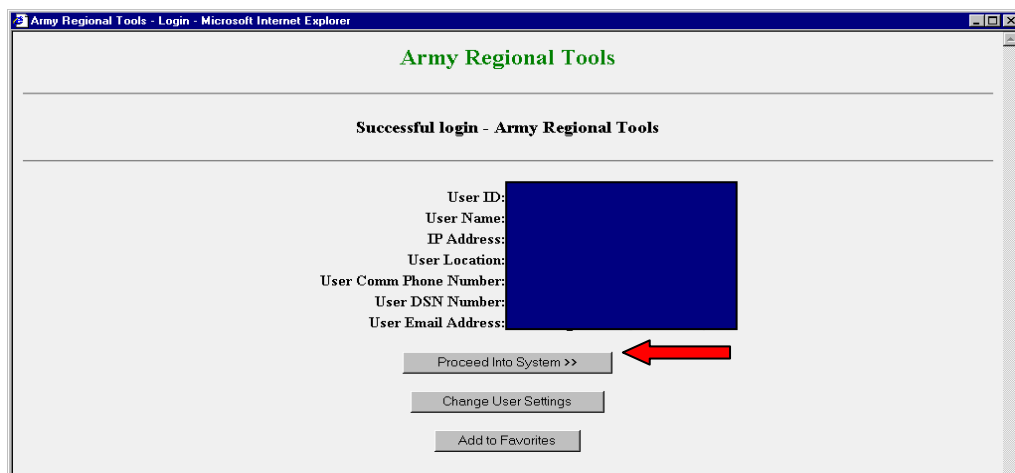 Army Regional Tools - Login - Microsoft Internet Explorer
Army Regional Tools
Successful login - Army Regional Tools
User ID:
User Name:
IP Address:
User Location:
User Comm Phone Number:
User DSN Number:
User Email Address:
Proceed Into System >>
Change User Settings
Add to Favorites